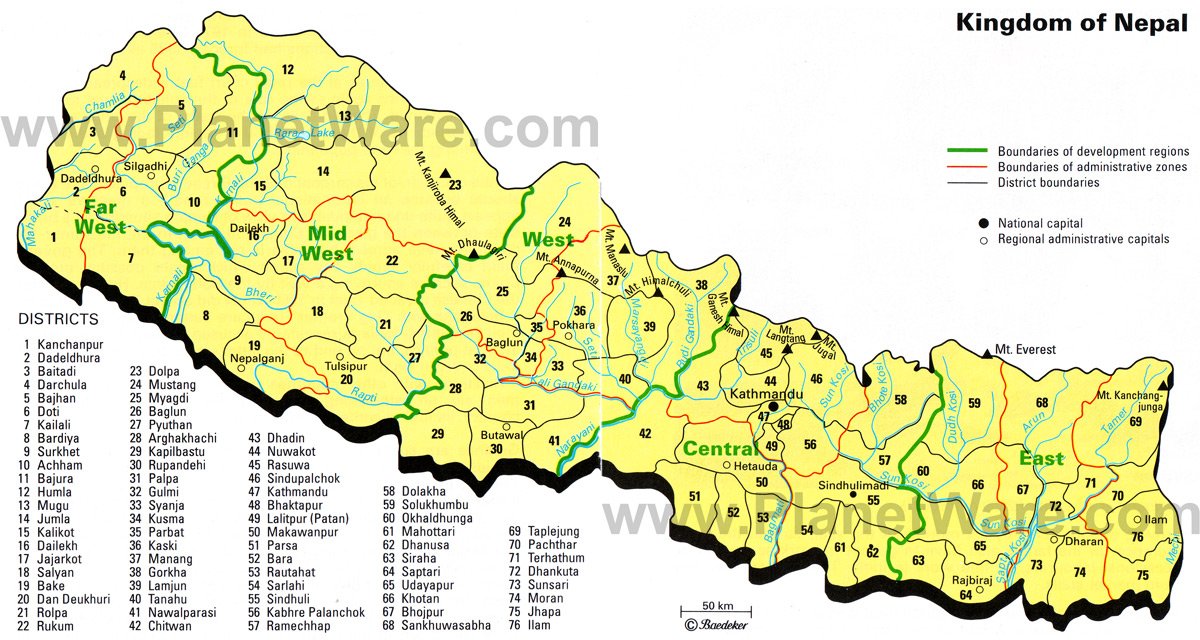 Kingdom of Nepal
www.PlanetWare.com
www.PlanetWare.com
Boundaries of development regions
Boundaries of administrative zones
District boundaries
National capital
Regional administrative capitals
4
12
Chamlia
5
Seti
13
3
11
Rara Lake
Silgadhi
Buri Ganga
Dadeldhura
14
Mt. Kanjiroba Himal
23
2
6
15
Karnali
10
Far
West
Mahakali
24
1
Dailekh
16
Mid
West
West
Mt. Manaslu
7
17
22
Mt. Dhaulagiri
Mt. Annapurna
37
Mt. Himalchuli
38
Karnali
9
Bheri
25
Mt.
Ganesh Himal
8
18
21
26
36
Marsayangdi
39
Budi Gandaki
35
Pokhara
Baglun
Seti
Trisuli
Mt.
Langtang
Mt.
Jugal
Mt. Everest
19
Nepalganj
Tulsipur
20
27
32
34
33
45
Rapti
28
Kali Gandaki
40
43
44
46
Sun Kosi
Bhote Kosi
58
Dudh Kosi
59
68
Mt. Kanchang-
junga
Kathmandu
Arun
Tamer
69
31
47
48
29
Butawal
30
41
Narayani
42
Central
49
56
57
60
East
Hetauda
50
Sun Kosi
66
67
71
70
Sindhulimadi
51
52
53
55
72
Ilam
Sun Kosi
Bagmati
54
76
Dharan
61
62
65
Sapta Kosi
63
73
74
75
Rajbiraj
64
DISTRICTS
1 Kanchanpur
2 Dadeldhura
3 Baitadi
4 Darchula
5 Bajhan
6 Doti
7 Kailali
8 Bardiya
9 Surkhet
10 Achham
11 Bajura
12 Humla
13 Mugu
14 Jumla
15 Kalikot
16 Dailekh
17 Jajarkot
18 Salyan
19 Bake
20 Dan Deukhuri
21 Rolpa
22 Rukum
23 Dolpa
24 Mustang
25 Myagdi
26 Baglun
27 Pyuthan
28 Arghakhachi
29 Kapilbastu
30 Rupandehi
31 Palpa
32 Gulmi
33 Syanja
34 Kusma
35 Parbat
36 Kaski
37 Manang
38 Gorkha
39 Lamjun
40 Tanahu
41 Nawalparasi
42 Chitwan
43 Dhadin
44 Nuwakot
45 Rasuwa
46 Sindupalchok
47 Kathmandu
48 Bhaktapur
49 Lalitpur (Patan)
50 Makawanpur
51 Parsa
52 Bara
53 Rautahat
54 Sarlahi
55 Sindhuli
56 Kabhre Palanchok
57 Ramechhap
58 Dolakha
59 Solukhumbu
60 Okhaldhunga
61 Mahottari
62 Dhanusa
63 Siraha
64 Saptari
65 Udayapur
66 Khotan
67 Bhojpur
68 Sankhuwasabha
69 Taplejung
70 Pachthar
71 Terhathum
72 Dhankuta
73 Sunsari
74 Moran
75 Jhapa
76 Ilam
50 km
© Baedeker